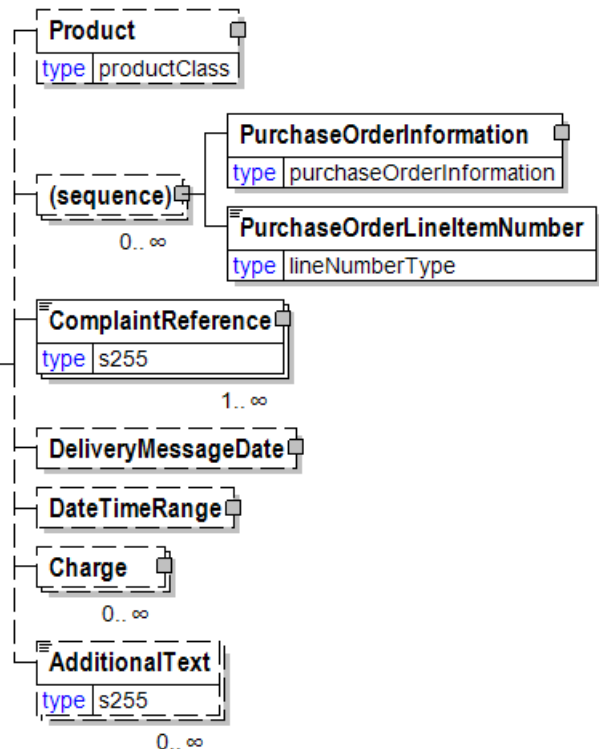 Product
type productClass
PurchaseOrderInformation
type purchaseOrderInformation
(sequence)
0.. ∞
PurchaseOrderLineItemNumber
type lineNumberType
ComplaintReference
type s255
1.. ∞
DeliveryMessageDate
DateTimeRange
Charge
0.. ∞
AdditionalText
type s255
0.. ∞